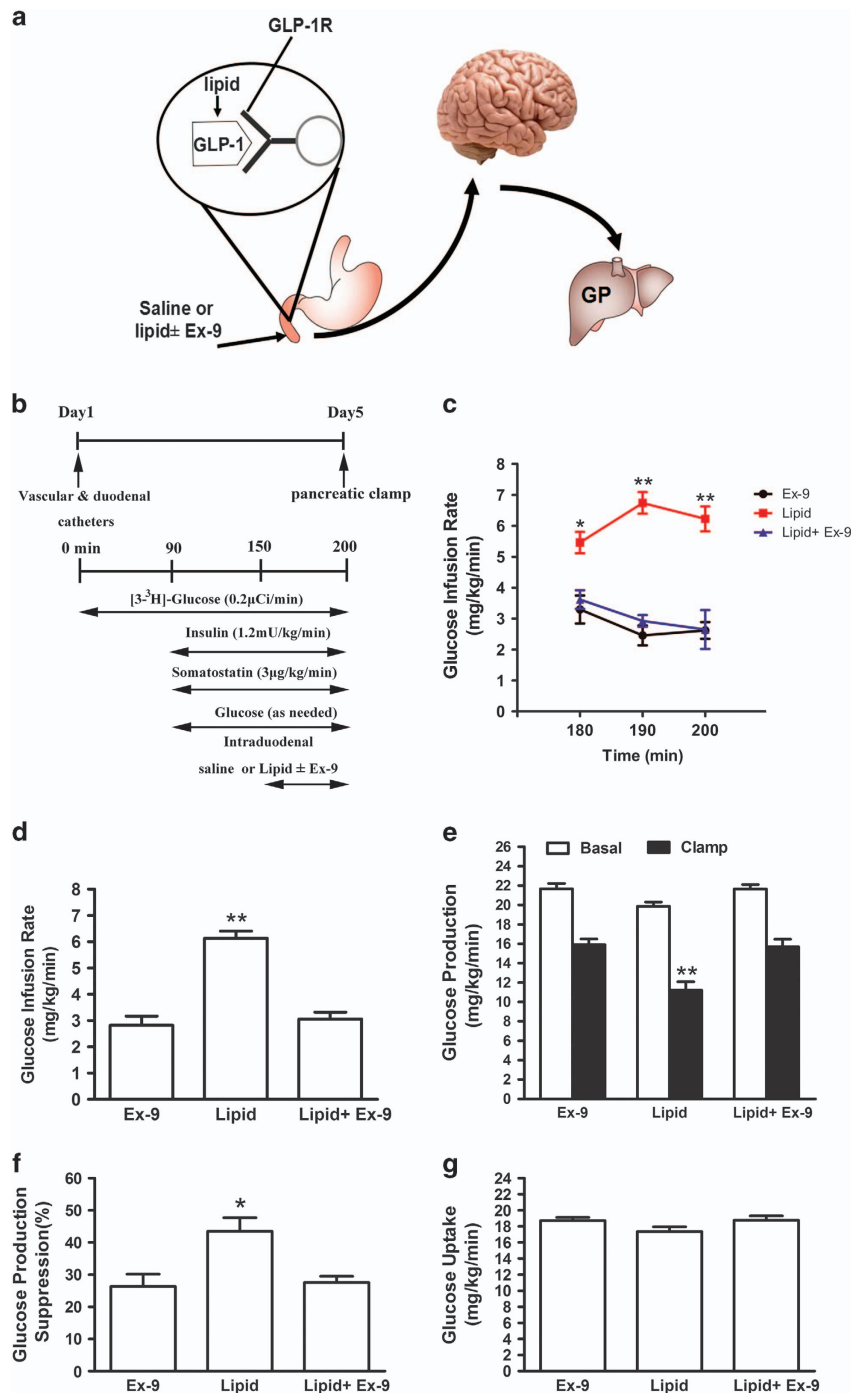 a
GLP-1R
lipid
GLP-1
Saline or
lipid± Ex-9
GP
b
Day1
Day5
Vascular & duodenal
catheters
pancreatic clamp
0 min
90
150
200
[3-³H]-Glucose (0.2µCi/min)
Insulin (1.2mU/kg/min)
Somatostatin (3µg/kg/min)
Glucose (as needed)
Intraduodenal
saline or Lipid ± Ex-9
c
Glucose Infusion Rate
(mg/kg/min)
8
7
6
5
4
3
2
1
0
*
**
**
180
190
200
Time (min)
Ex-9
Lipid
Lipid+ Ex-9
d
Glucose Infusion Rate
(mg/kg/min)
8
7
6
5
4
3
2
1
0
**
Ex-9
Lipid
Lipid+ Ex-9
e
Glucose Production
(mg/kg/min)
26
24
22
20
18
16
14
12
10
8
6
4
2
0
Basal
Clamp
**
Ex-9
Lipid
Lipid+ Ex-9
f
Glucose Production
Suppression(%)
60
50
40
30
20
10
0
*
Ex-9
Lipid
Lipid+ Ex-9
g
Glucose Uptake
(mg/kg/min)
24
22
20
18
16
14
12
10
8
6
4
2
0
Ex-9
Lipid
Lipid+ Ex-9